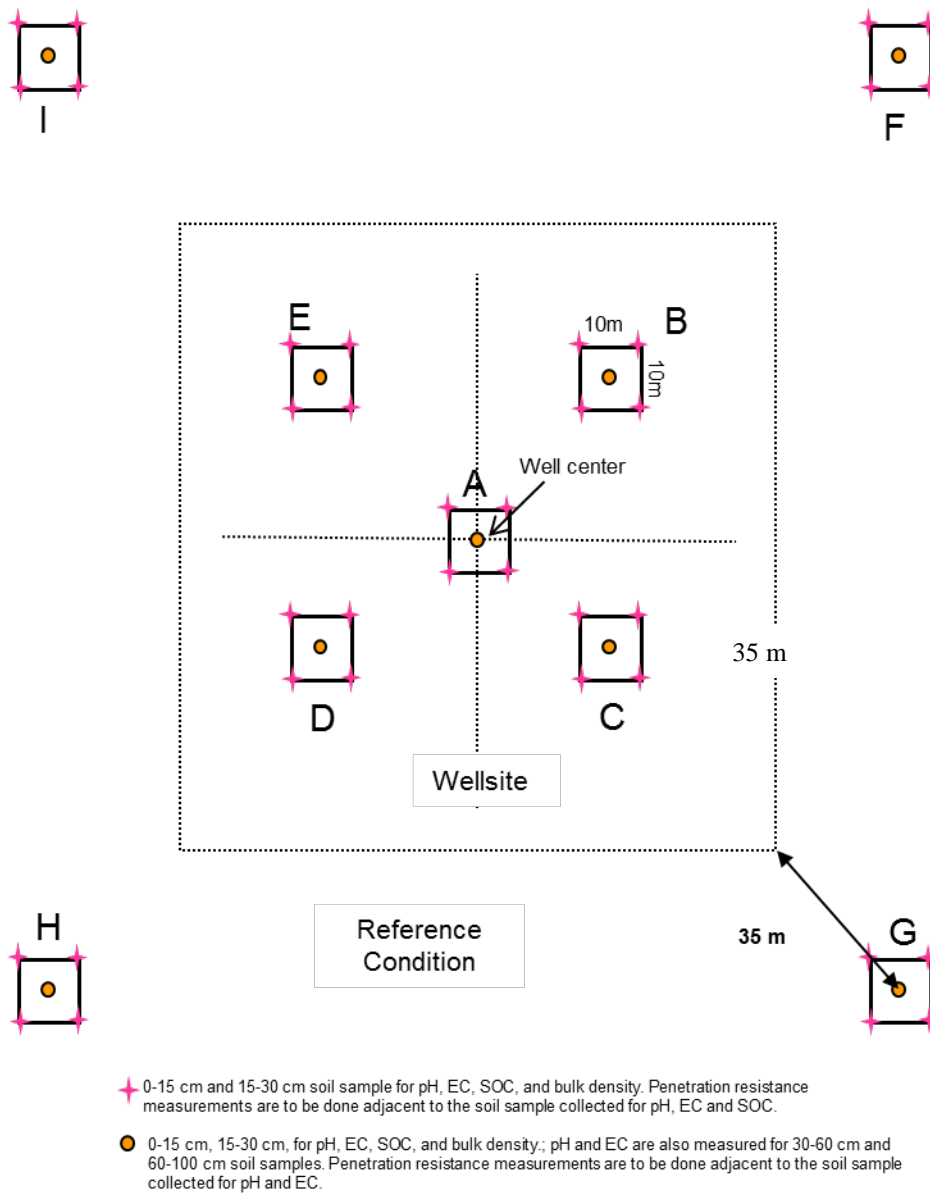 I
F
E
B
10m
10m
Well center
A
35 m
D
C
Wellsite
H
Reference
Condition
35 m
G
0-15 cm and 15-30 cm soil sample for pH, EC, SOC, and bulk density. Penetration resistance
measurements are to be done adjacent to the soil sample collected for pH, EC and SOC.
0-15 cm, 15-30 cm, for pH, EC, SOC, and bulk density.; pH and EC are also measured for 30-60 cm and
60-100 cm soil samples. Penetration resistance measurements are to be done adjacent to the soil sample
collected for pH and EC.